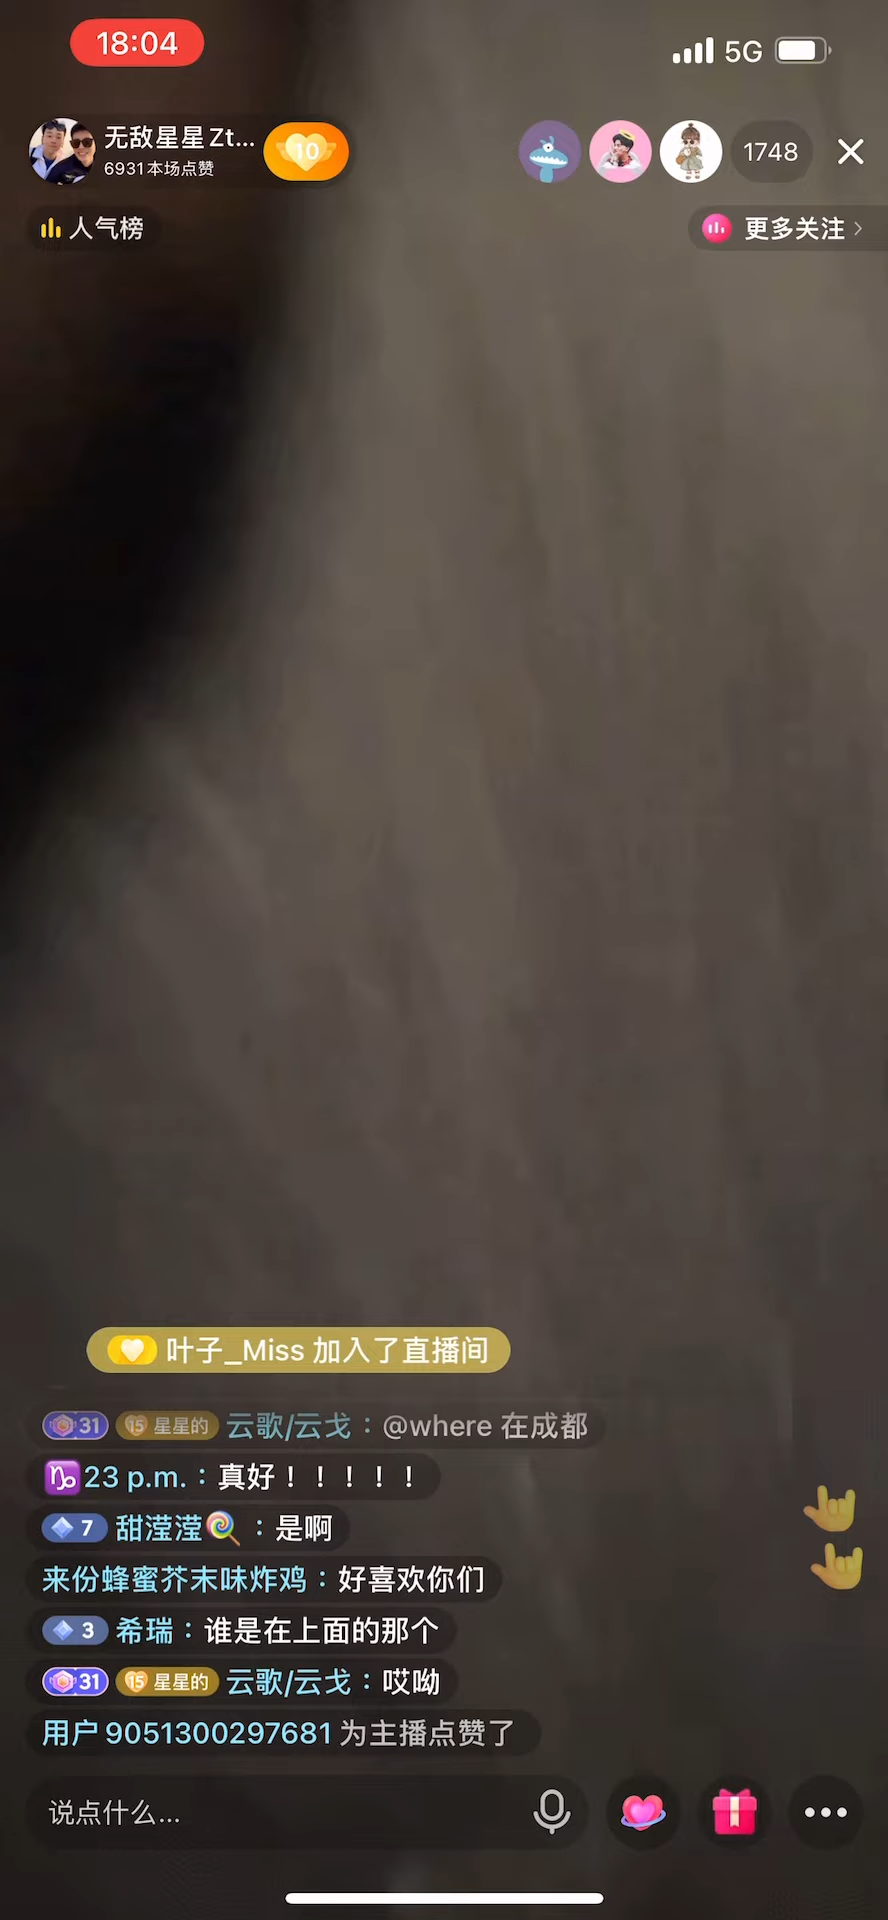 18:04
5G
无敌星星Zt...
6931本场点赞
10
1748
人气榜
更多关注
叶子_Miss 加入了直播间
31 15 星星的 云歌/云戈：@where 在成都
23 p.m.：真好！！！！！
7 甜滢滢🍭：是啊
来份蜂蜜芥末味炸鸡：好喜欢你们
3 希瑞：谁是在上面的那个
31 15 星星的 云歌/云戈：哎呦
用户9051300297681 为主播点赞了
说点什么...